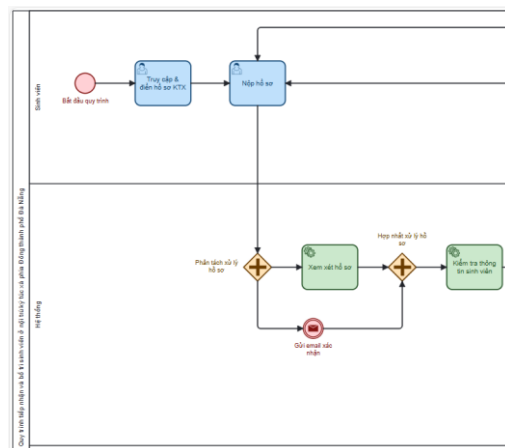 Quy trình tiếp nhận và bố trí sinh viên ở nội trú ký túc xá phía Đông thành phố Đà Nẵng
Sinh viên
Bắt đầu quy trình
Truy cập &
điền hồ sơ KTX
Nộp hồ sơ
Hệ thống
Phân tách xử lý
hồ sơ
Xem xét hồ sơ
Hợp nhất xử lý hồ
sơ
Kiểm tra thông
tin sinh viên
Gửi email xác
nhận